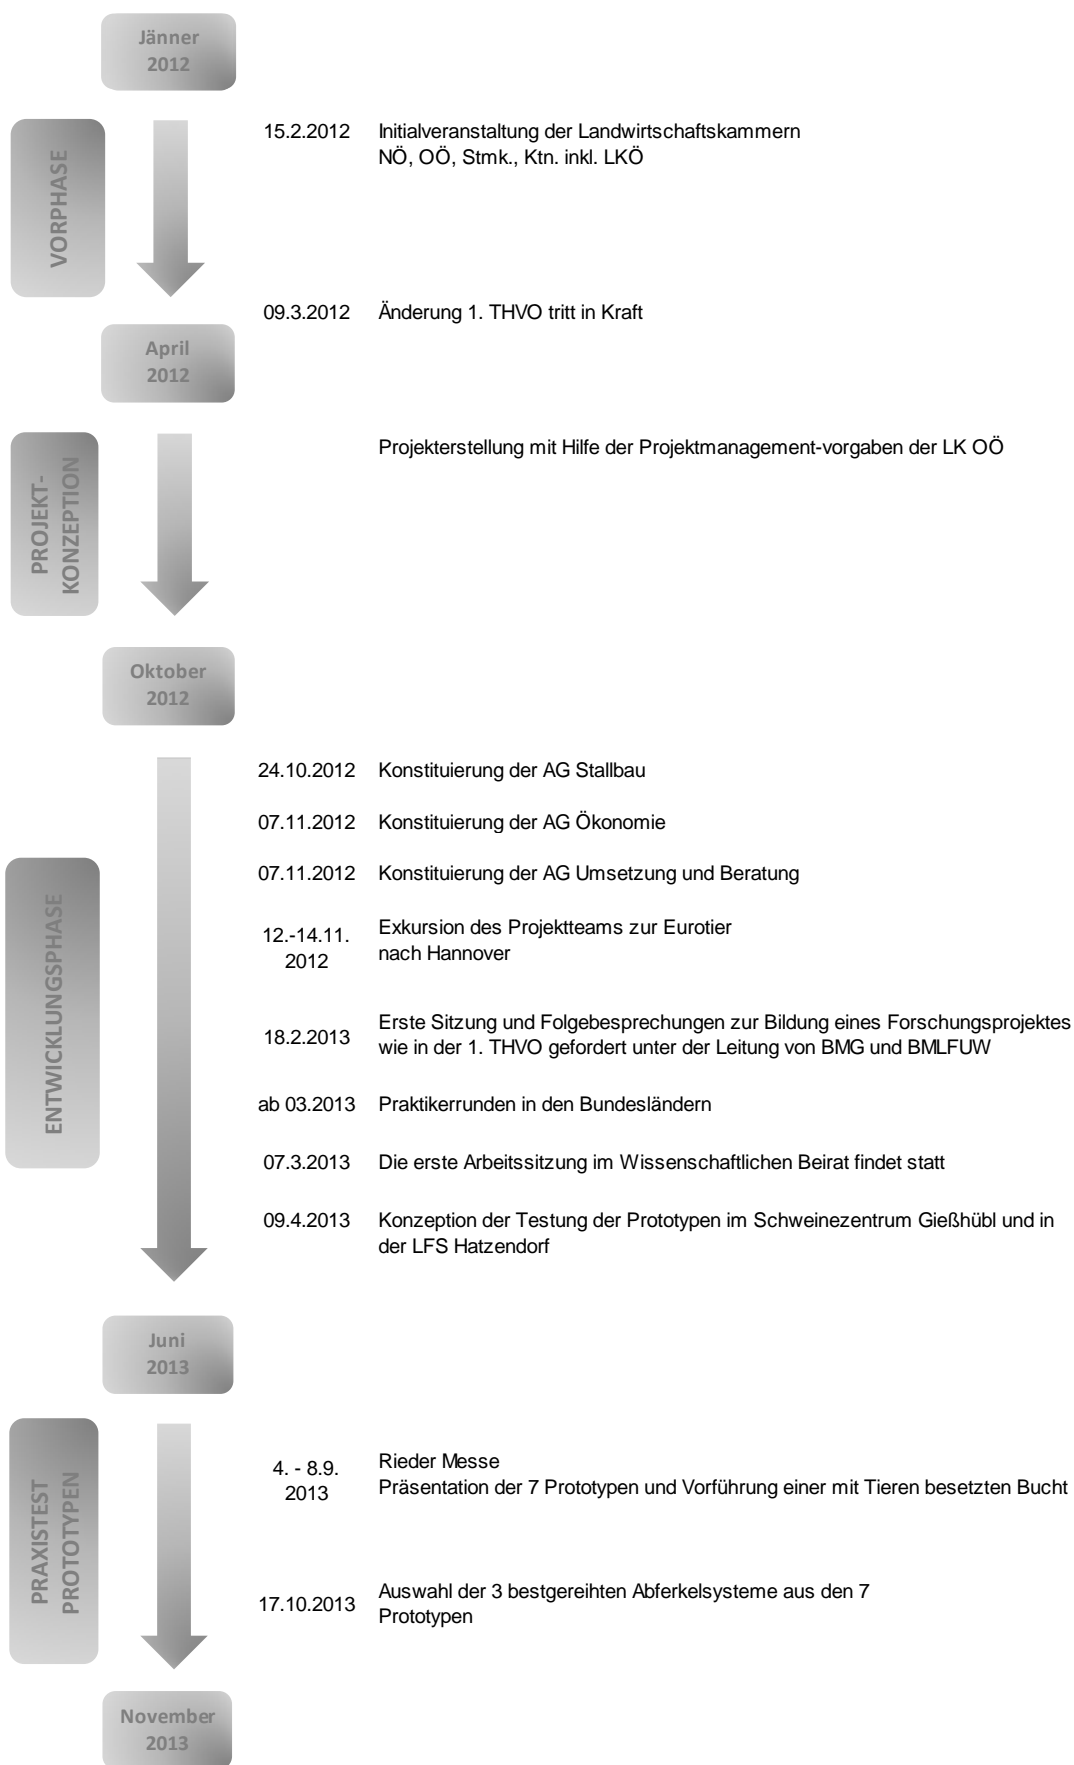 Jänner
2012
VORPHASE
15.2.2012 Initialveranstaltung der Landwirtschaftskammern
NÖ, OÖ, Stmk., Ktn. inkl. LKÖ
09.3.2012 Änderung 1. THVO tritt in Kraft
April
2012
PROJEKT-
KONZEPTION
Projekterstellung mit Hilfe der Projektmanagement-vorgaben der LK OÖ
Oktober
2012
ENTWICKLUNGSPHASE
24.10.2012 Konstituierung der AG Stallbau
07.11.2012 Konstituierung der AG Ökonomie
07.11.2012 Konstituierung der AG Umsetzung und Beratung
12.-14.11.
2012
Exkursion des Projektteams zur Eurotier
nach Hannover
18.2.2013
Erste Sitzung und Folgebesprechungen zur Bildung eines Forschungsprojektes
wie in der 1. THVO gefordert unter der Leitung von BMG und BMLFUW
ab 03.2013 Praktikerrunden in den Bundesländern
07.3.2013 Die erste Arbeitssitzung im Wissenschaftlichen Beirat findet statt
09.4.2013 Konzeption der Testung der Prototypen im Schweinezentrum Gießhübl und in
der LFS Hatzendorf
Juni
2013
PRAXISTEST
PROTOTYPEN
4. - 8.9.
2013
Rieder Messe
Präsentation der 7 Prototypen und Vorführung einer mit Tieren besetzten Bucht
17.10.2013
Auswahl der 3 bestgereihten Abferkelsysteme aus den 7
Prototypen
November
2013